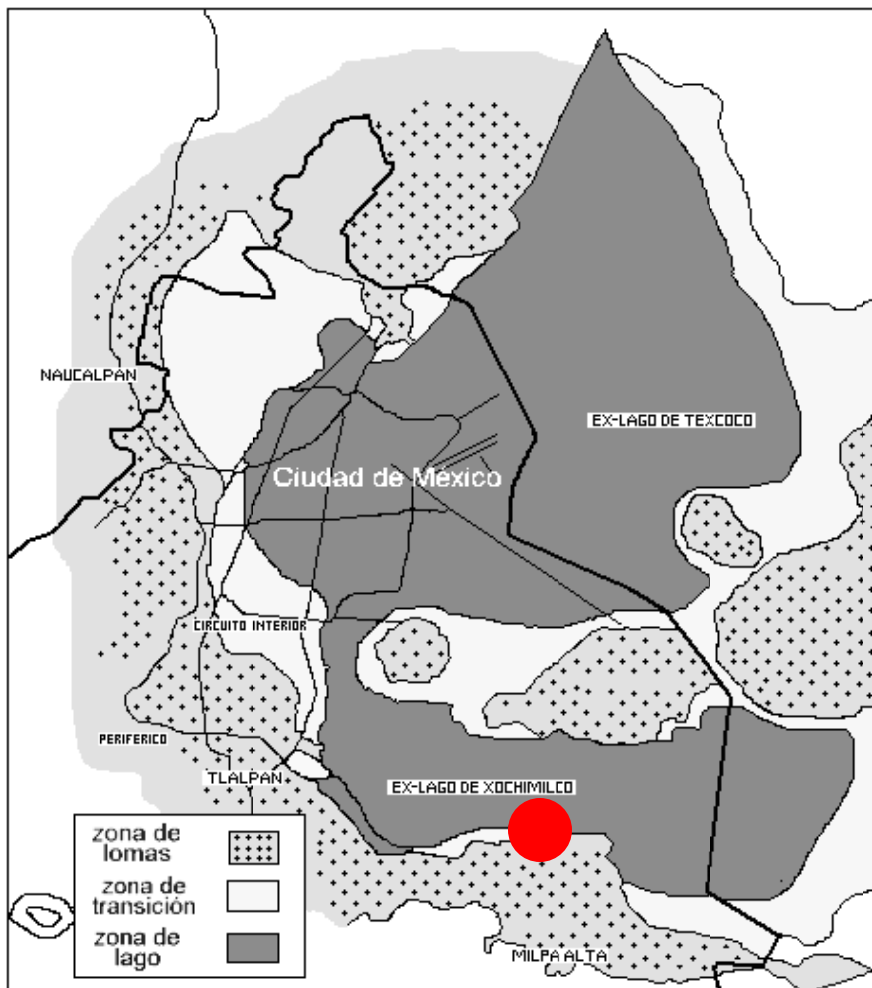 NAUCALPAN
EX-LAGO DE TEXCOCO
Ciudad de México
CIRCUITO INTERIOR
PERIFERICO
TLALPAN
EX-LAGO DE XOCHIMILCO
zona de
lomas
zona de
transición
zona de
lago
MILPA ALTA